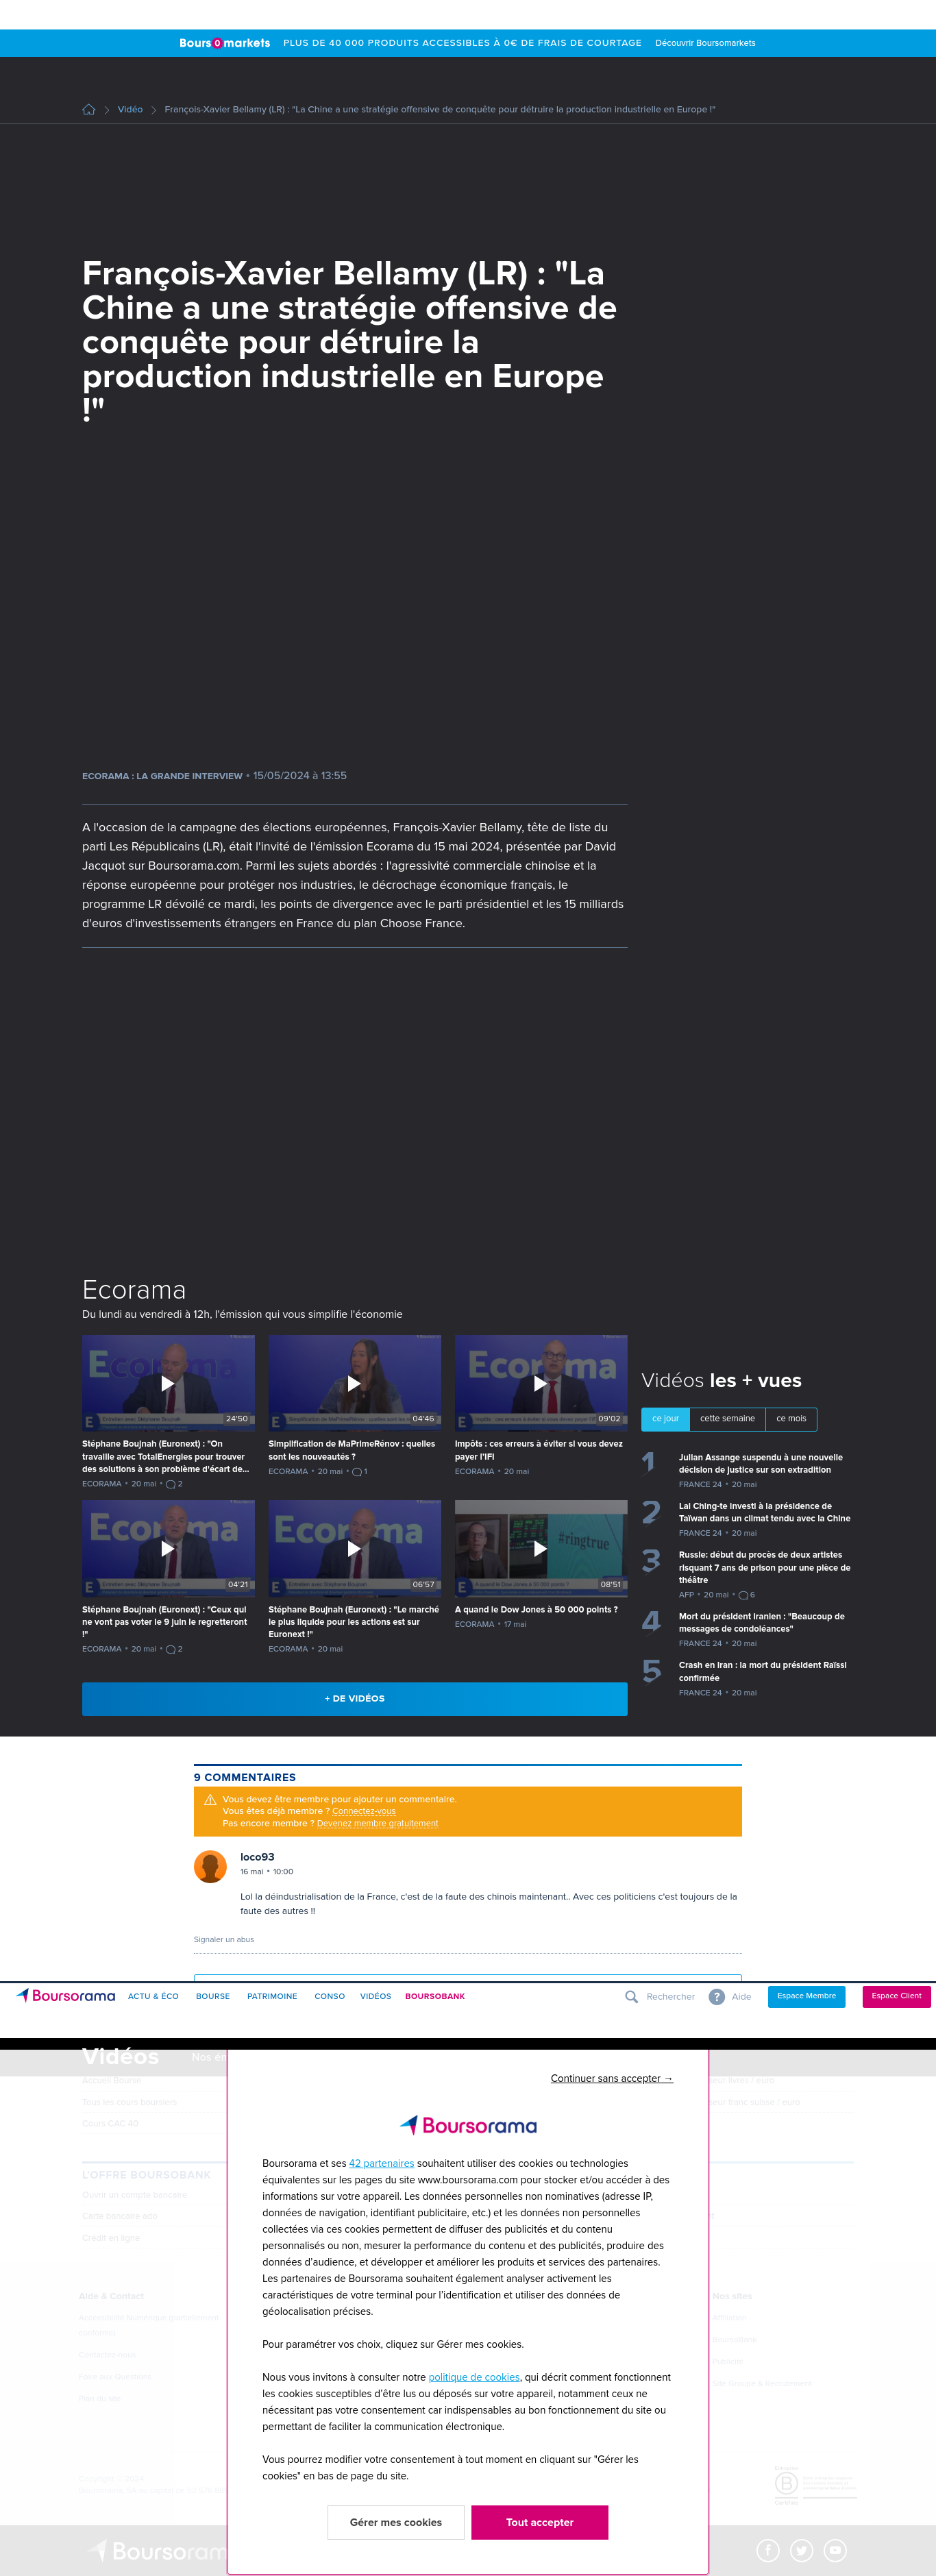 Bours0markets PLUS DE 40 000 PRODUITS ACCESSIBLES À 0€ DE FRAIS DE COURTAGE Découvrir Boursomarkets
Vidéo François-Xavier Bellamy (LR) : "La Chine a une stratégie offensive de conquête pour détruire la production industrielle en Europe !"
François-Xavier Bellamy (LR) : "La
Chine a une stratégie offensive de
conquête pour détruire la
production industrielle en Europe
!"
ECORAMA : LA GRANDE INTERVIEW • 15/05/2024 à 13:55
A l'occasion de la campagne des élections européennes, François-Xavier Bellamy, tête de liste du
parti Les Républicains (LR), était l'invité de l'émission Ecorama du 15 mai 2024, présentée par David
Jacquot sur Boursorama.com. Parmi les sujets abordés : l'agressivité commerciale chinoise et la
réponse européenne pour protéger nos industries, le décrochage économique français, le
programme LR dévoilé ce mardi, les points de divergence avec le parti présidentiel et les 15 milliards
d'euros d'investissements étrangers en France du plan Choose France.
Ecorama
Du lundi au vendredi à 12h, l'émission qui vous simplifie l'économie
24'50
Stéphane Boujnah (Euronext) : "On
travaille avec TotalEnergies pour trouver
des solutions à son problème d'écart de...
ECORAMA • 20 mai • 2
04'46
Simplification de MaPrimeRénov : quelles
sont les nouveautés ?
ECORAMA • 20 mai • 1
09'02
Impôts : ces erreurs à éviter si vous devez
payer l'IFI
ECORAMA • 20 mai
04'21
Stéphane Boujnah (Euronext) : "Ceux qui
ne vont pas voter le 9 juin le regretteront
!"
ECORAMA • 20 mai • 2
06'57
Stéphane Boujnah (Euronext) : "Le marché
le plus liquide pour les actions est sur
Euronext !"
ECORAMA • 20 mai
#ringtree
08'51
A quand le Dow Jones à 50 000 points ?
ECORAMA • 17 mai
+ DE VIDÉOS
Vidéos les + vues
ce jour cette semaine ce mois
1 Julian Assange suspendu à une nouvelle
décision de justice sur son extradition
FRANCE 24 • 20 mai
2 Lai Ching-te investi à la présidence de
Taïwan dans un climat tendu avec la Chine
FRANCE 24 • 20 mai
3 Russie: début du procès de deux artistes
risquant 7 ans de prison pour une pièce de
théâtre
AFP • 20 mai • 6
4 Mort du président iranien : "Beaucoup de
messages de condoléances"
FRANCE 24 • 20 mai
5 Crash en Iran : la mort du président Raïssi
confirmée
FRANCE 24 • 20 mai
9 COMMENTAIRES
Vous devez être membre pour ajouter un commentaire.
Vous êtes déjà membre ? Connectez-vous
Pas encore membre ? Devenez membre gratuitement
loco93
16 mai • 10:00
Lol la déindustrialisation de la France, c'est de la faute des chinois maintenant.. Avec ces politiciens c'est toujours de la
faute des autres !!
Signaler un abus
Boursorama ACTU & ÉCO BOURSE PATRIMOINE CONSO VIDÉOS BOURSOBANK Rechercher ? Aide Espace Membre Espace Client
Vidéos Nos ém
Accueil Bourse
Tous les cours boursiers
Cours CAC 40
L'OFFRE BOURSOBANK
Ouvrir un compte bancaire
Carte bancaire ado
Crédit en ligne
Aide & Contact
Nos sites
Continuer sans accepter →
Boursorama
Boursorama et ses 42 partenaires souhaitent utiliser des cookies ou technologies
équivalentes sur les pages du site www.boursorama.com pour stocker et/ou accéder à des
informations sur votre appareil. Les données personnelles non nominatives (adresse IP,
données de navigation, identifiant publicitaire, etc.) et les données non personnelles
collectées via ces cookies permettent de diffuser des publicités et du contenu
personnalisés ou non, mesurer la performance du contenu et des publicités, produire des
données d’audience, et développer et améliorer les produits et services des partenaires.
Les partenaires de Boursorama souhaitent également analyser activement les
caractéristiques de votre terminal pour l’identification et utiliser des données de
géolocalisation précises.
Pour paramétrer vos choix, cliquez sur Gérer mes cookies.
Nous vous invitons à consulter notre politique de cookies, qui décrit comment fonctionnent
les cookies susceptibles d’être lus ou déposés sur votre appareil, notamment ceux ne
nécessitant pas votre consentement car indispensables au bon fonctionnement du site ou
permettant de faciliter la communication électronique.
Vous pourrez modifier votre consentement à tout moment en cliquant sur "Gérer les
cookies" en bas de page du site.
Gérer mes cookies Tout accepter